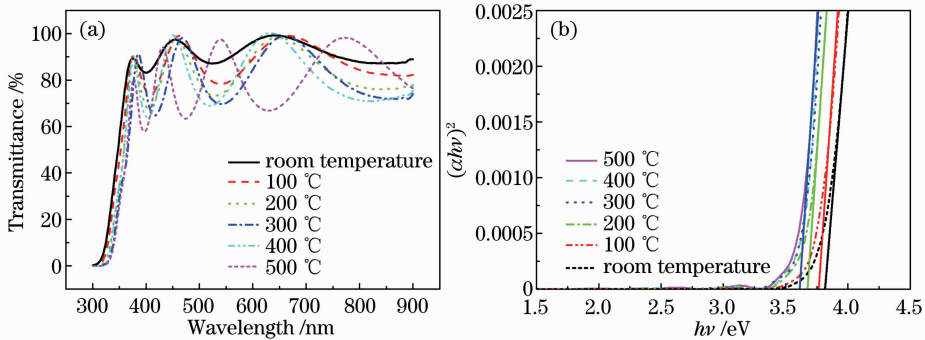 (a)
100
80
60
40
20
0
Transmittance /%
room temperature
100 ℃
200 ℃
300 ℃
400 ℃
500 ℃
300 400 500 600 700 800 900
Wavelength /nm
(b)
0.0025
0.0020
0.0015
0.0010
0.0005
0
(αhν)²
500 ℃
400 ℃
300 ℃
200 ℃
100 ℃
room temperature
1.5 2.0 2.5 3.0 3.5 4.0 4.5
hν /eV